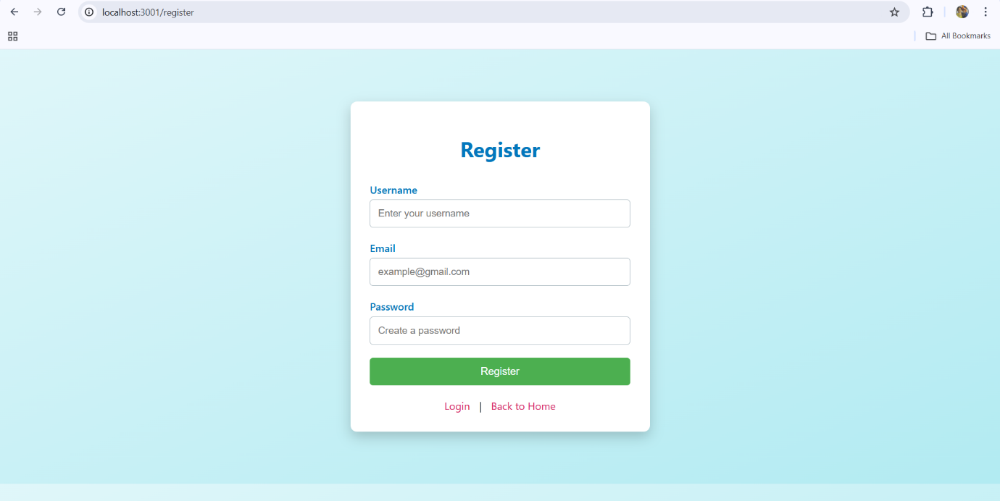 localhost:3001/register
All Bookmarks
Register
Username
Enter your username
Email
example@gmail.com
Password
Create a password
Register
Login | Back to Home